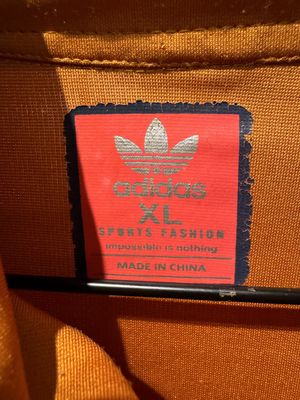 adidas
XL
SPORTS FASHION
impossible is nothing
MADE IN CHINA